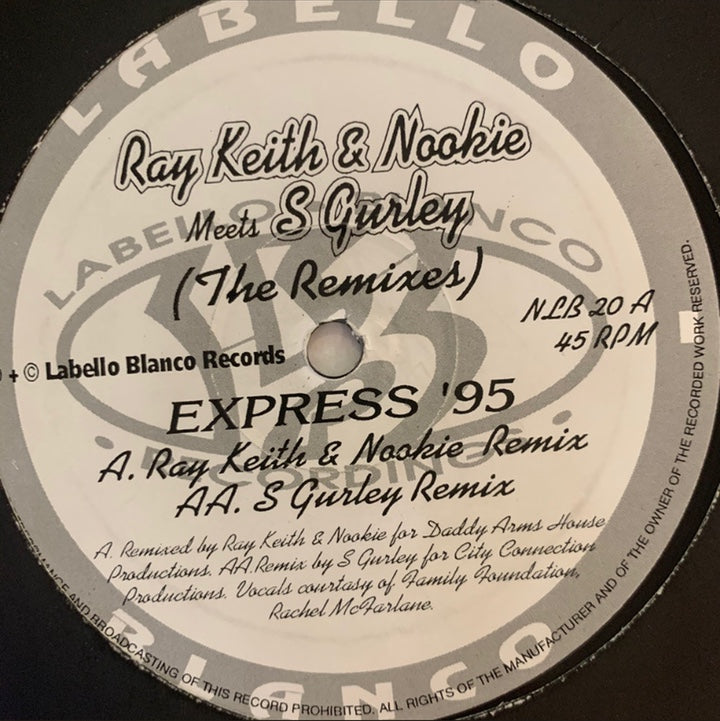 LABELLO
Ray Keith & Nookie
Meets S Gurley
(The Remixes)
LABELLO BLANCO
NLB 20 A
45 RPM
+ © Labello Blanco Records
EXPRESS '95
A. Ray Keith & Nookie Remix
AA. S Gurley Remix
RECORDINGS
A. Remixed by Ray Keith & Nookie for Daddy Arms House
Productions. AA.Remix by S Gurley for City Connection
Productions. Vocals courtasy of Family Foundation,
Rachel McFarlane.
BLANCO
AND BROADCASTING OF THIS RECORD PROHIBITED. ALL RIGHTS OF THE MANUFACTURER AND OF THE OWNER OF THE RECORDED WORK RESERVED.